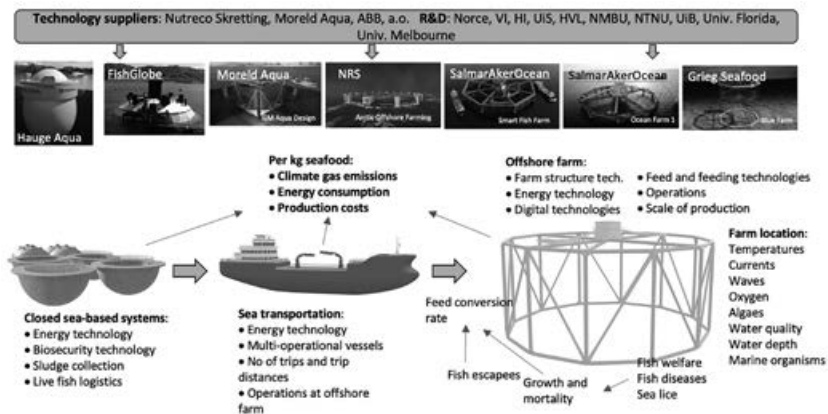 Technology suppliers: Nutreco Skretting, Moreld Aqua, ABB, a.o. R&D: Norce, VI, HI, UiS, HVL, NMBU, NTNU, UiB, Univ. Florida,
Univ. Melbourne
Hauge Aqua
FishGlobe
Moreld Aqua
Aqua Design
NRS
Arctic Offshore Farming
SalmarAkerOcean
Smart Fish Farm
SalmarAkerOcean
Ocean Farm 1
Grieg Seafood
Blue Farm
Per kg seafood:
• Climate gas emissions
• Energy consumption
• Production costs
Offshore farm:
• Farm structure tech.
• Energy technology
• Digital technologies
• Feed and feeding technologies
• Operations
• Scale of production
Farm location:
Temperatures
Currents
Waves
Oxygen
Algaes
Water quality
Water depth
Marine organisms
Closed sea-based systems:
• Energy technology
• Biosecurity technology
• Sludge collection
• Live fish logistics
Sea transportation:
• Energy technology
• Multi-operational vessels
• No of trips and trip
distances
• Operations at offshore
farm
Feed conversion
rate
Fish escapees
Growth and
mortality
Fish welfare
Fish diseases
Sea lice